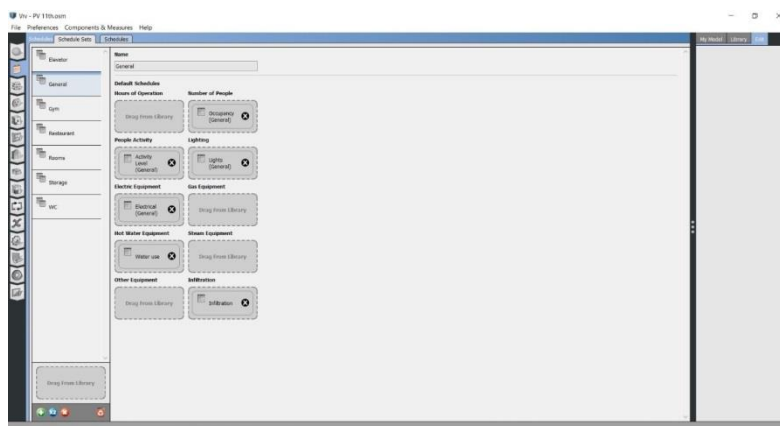 Vrv - PV 11th.osm
File Preferences Components & Measures Help
Schedules Schedule Sets Schedules
My Model Library Edit
Elevator
General
Gym
Restaurant
Rooms
Storage
WC
Drag From Library
Name
General
Default Schedules
Hours of Operation Number of People
Drag From Library
Occupancy
(General)
People Activity Lighting
Activity
Level
(General)
Lights
(General)
Electric Equipment Gas Equipment
Electrical
(General)
Drag From Library
Hot Water Equipment Steam Equipment
Water use
Drag From Library
Other Equipment Infiltration
Drag From Library
Infiltration